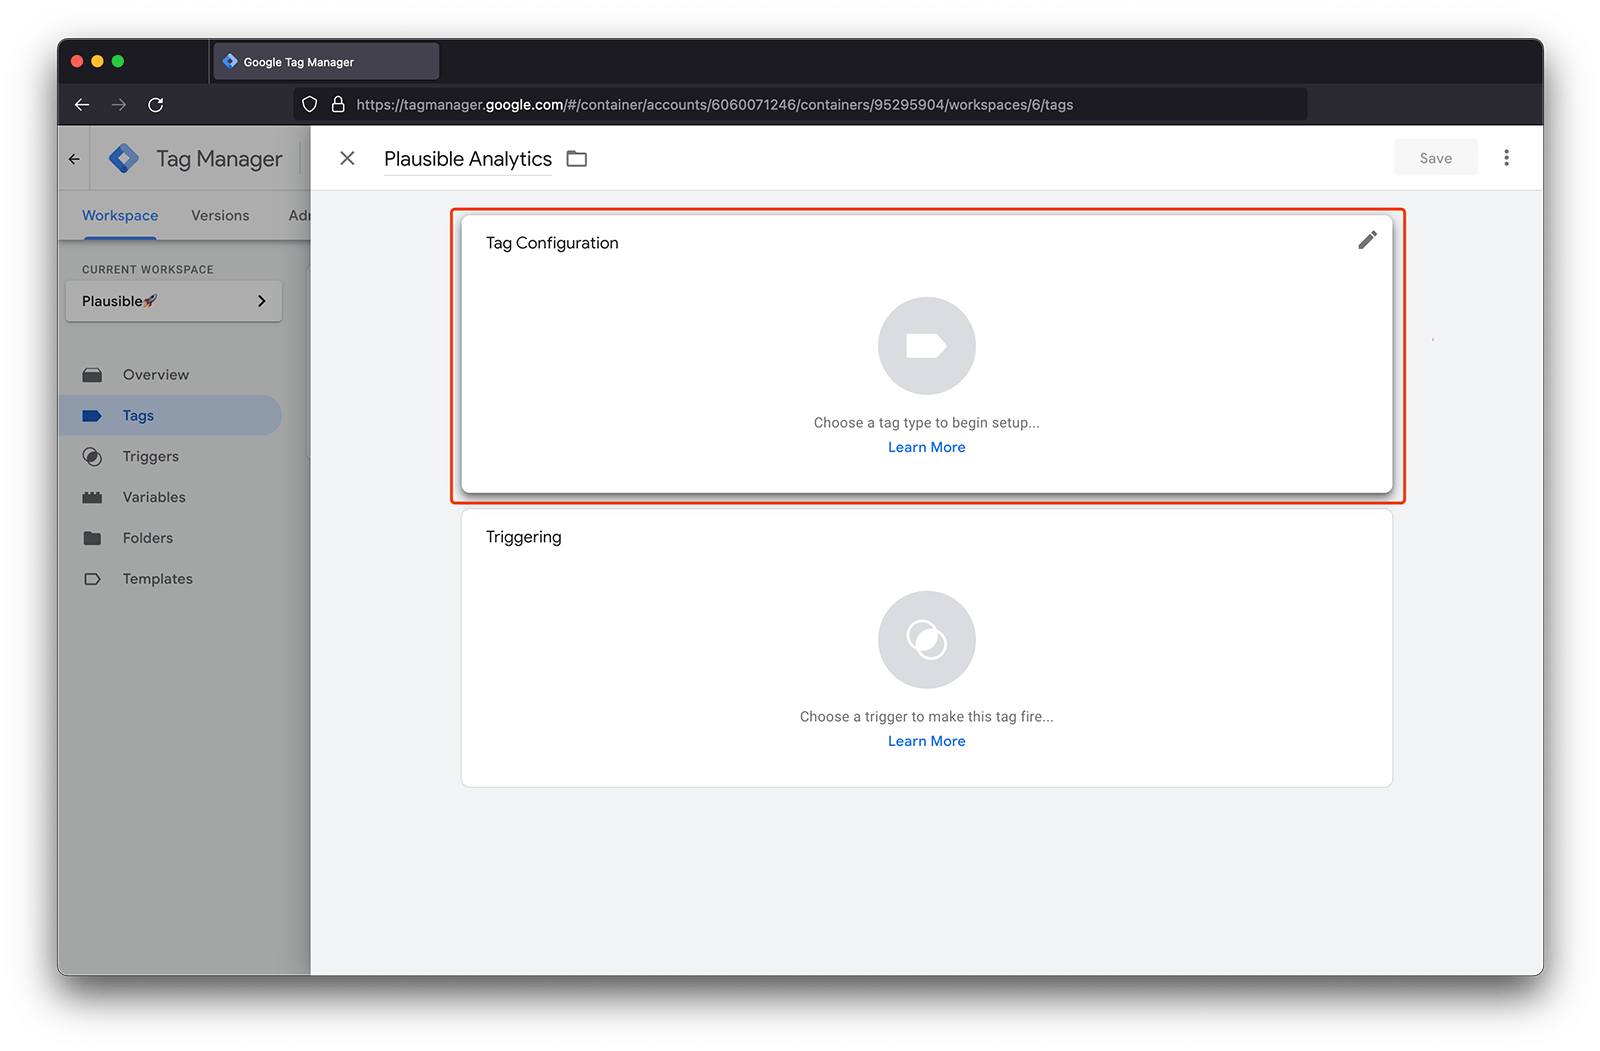 Google Tag Manager
https://tagmanager.google.com/#/container/accounts/6060071246/containers/95295904/workspaces/6/tags
Tag Manager
Plausible Analytics
Save
Workspace
Versions
Adr
CURRENT WORKSPACE
Plausible🚀
Overview
Tags
Triggers
Variables
Folders
Templates
Tag Configuration
Choose a tag type to begin setup...
Learn More
Triggering
Choose a trigger to make this tag fire...
Learn More